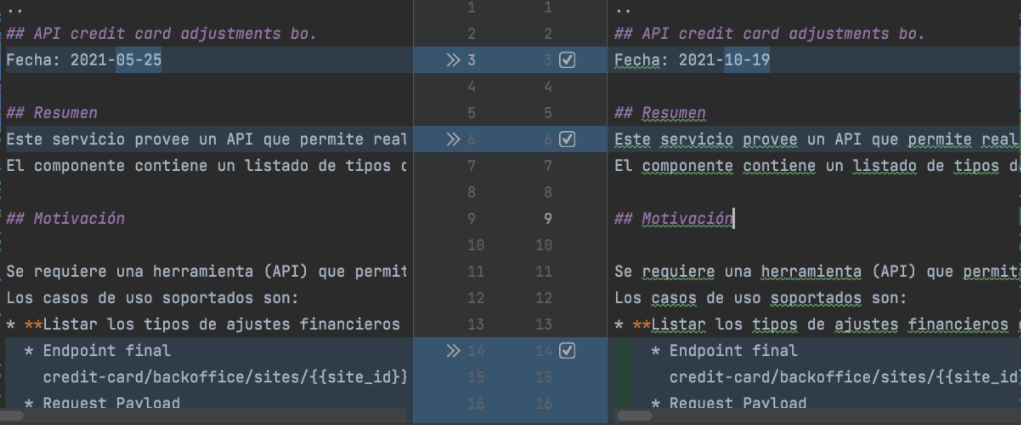 ..
## API credit card adjustments bo.
Fecha: 2021-05-25
## Resumen
Este servicio provee un API que permite real
El componente contiene un listado de tipos
## Motivación
Se requiere una herramienta (API) que permit
Los casos de uso soportados son:
* **Listar los tipos de ajustes financieros
* Endpoint final
credit-card/backoffice/sites/{{site_id}}
* Request Payload
1 1
2 2
3 3
4 4
5 5
6 6
7 7
8 8
9 9
10 10
11 11
12 12
13 13
14 14
15 15
16 16
..
## API credit card adjustments bo.
Fecha: 2021-10-19
## Resumen
Este servicio provee un API que permite real
El componente contiene un listado de tipos d
## Motivación
Se requiere una herramienta (API) que permit
Los casos de uso soportados son:
* **Listar los tipos de ajustes financieros
* Endpoint final
credit-card/backoffice/sites/{{site_id}
* Request Payload